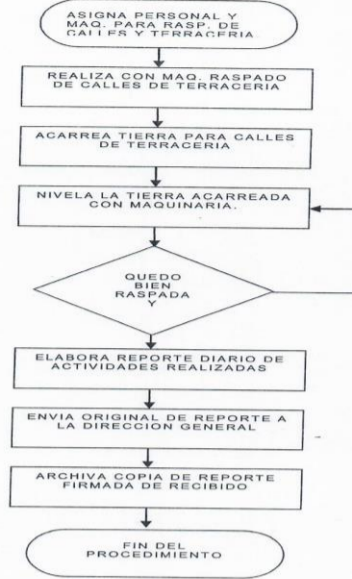 ASIGNA PERSONAL Y
MAQ. PARA RASP. DE
CALLES Y TERRACERIA
REALIZA CON MAQ. RASPADO
DE CALLES DE TERRACERIA
ACARREA TIERRA PARA CALLES
DE TERRACERIA
NIVELA LA TIERRA ACARREADA
CON MAQUINARIA.
QUEDO
BIEN
RASPADA
Y
ELABORA REPORTE DIARIO DE
ACTIVIDADES REALIZADAS
ENVIA ORIGINAL DE REPORTE A
LA DIRECCION GENERAL
ARCHIVA COPIA DE REPORTE
FIRMADA DE RECIBIDO
FIN DEL
PROCEDIMIENTO